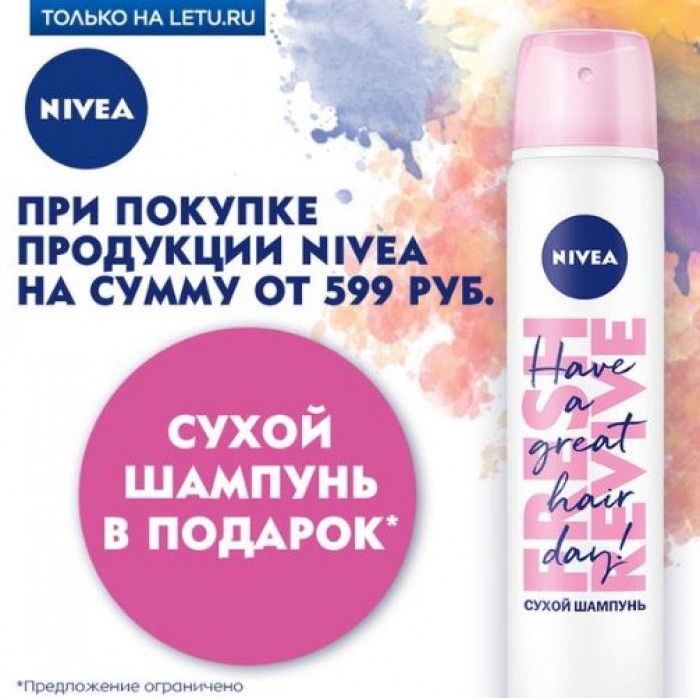 ТОЛЬКО НА LETU.RU
NIVEA
ПРИ ПОКУПКЕ
ПРОДУКЦИИ NIVEA
НА СУММУ ОТ 599 РУБ.
СУХОЙ
ШАМПУНЬ
В ПОДАРОК*
NIVEA
FRESH
REVIVE
Have
a
great
hair
day!
СУХОЙ ШАМПУНЬ
*Предложение ограничено